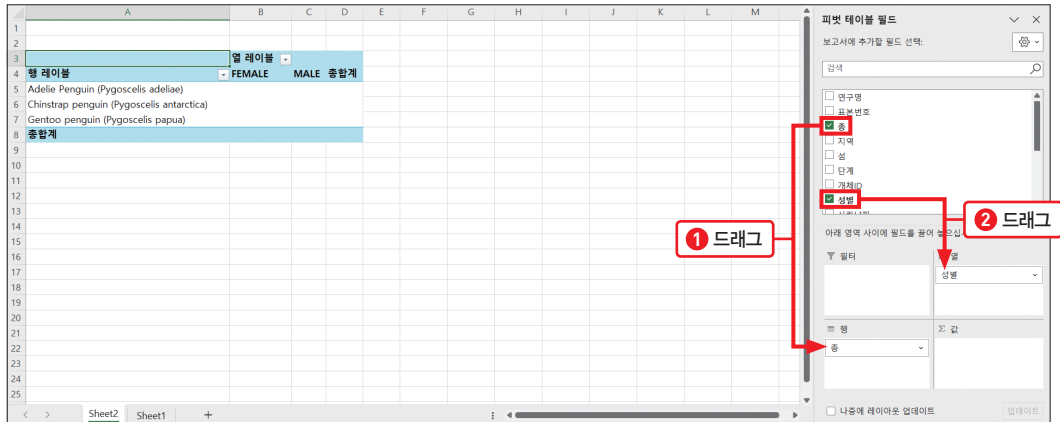 A B C D E F G H I J K L M
1
2
3 열 레이블
4 행 레이블 FEMALE MALE 총합계
5 Adelie Penguin (Pygoscelis adeliae)
6 Chinstrap penguin (Pygoscelis antarctica)
7 Gentoo penguin (Pygoscelis papua)
8 총합계
9
10
11
12
13
14
15
16
17
18
19
20
21
22
23
24
25
Sheet2 Sheet1 +
피벗 테이블 필드
보고서에 추가할 필드 선택:
검색
연구명
표본번호
종
지역
섬
단계
개체ID
성별
① 드래그
② 드래그
아래 영역 사이에 필드를 끌어 놓으십
필터
열
성별
행
Σ 값
종
나중에 레이아웃 업데이트
업데이트